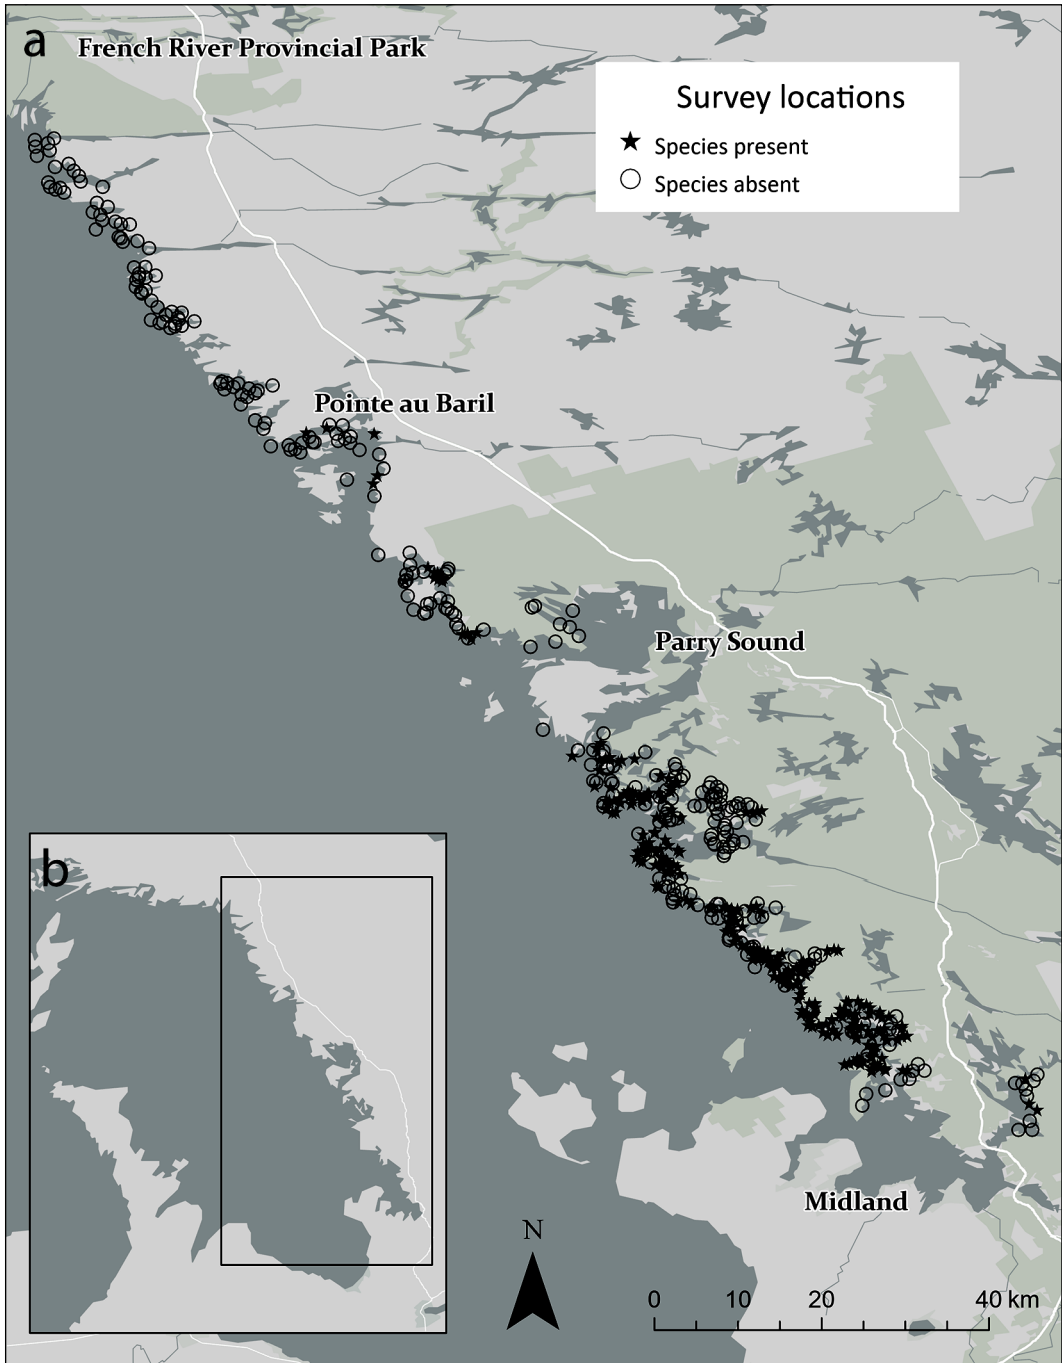 a
French River Provincial Park
Survey locations
Species present
Species absent
Pointe au Baril
Parry Sound
b
Midland
N
0 10 20 40 km